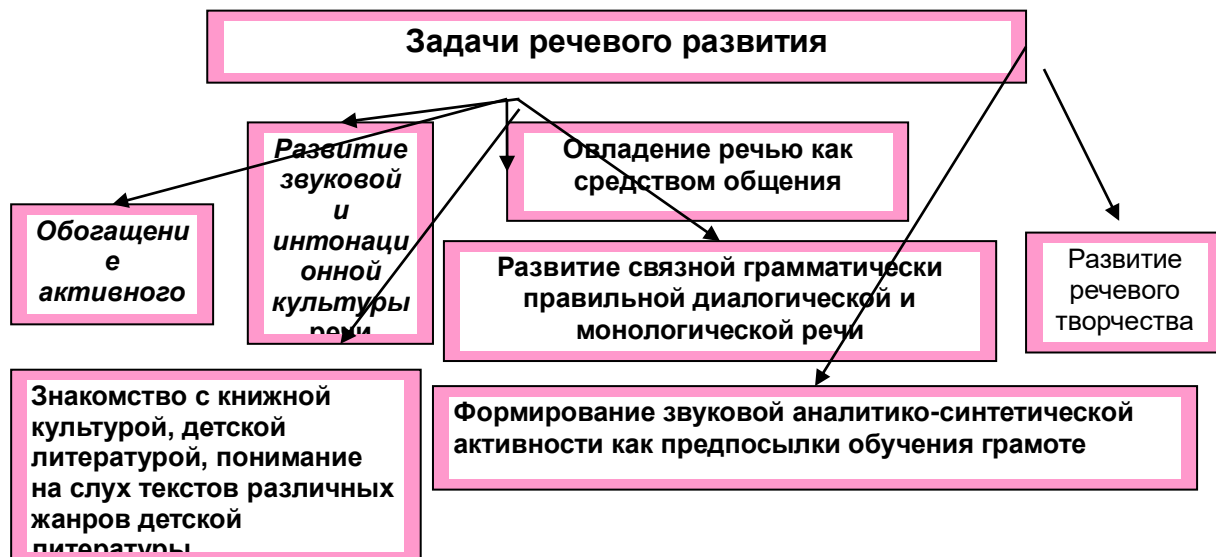 Задачи речевого развития
Развитие
звуковой
и
интонаци
онной
культуры
речи
Овладение речью как
средством общения
Обогащени
е
активного
Развитие связной грамматически
правильной диалогической и
монологической речи
Развитие
речевого
творчества
Знакомство с книжной
культурой, детской
литературой, понимание
на слух текстов различных
жанров детской
литературы
Формирование звуковой аналитико-синтетической
активности как предпосылки обучения грамоте